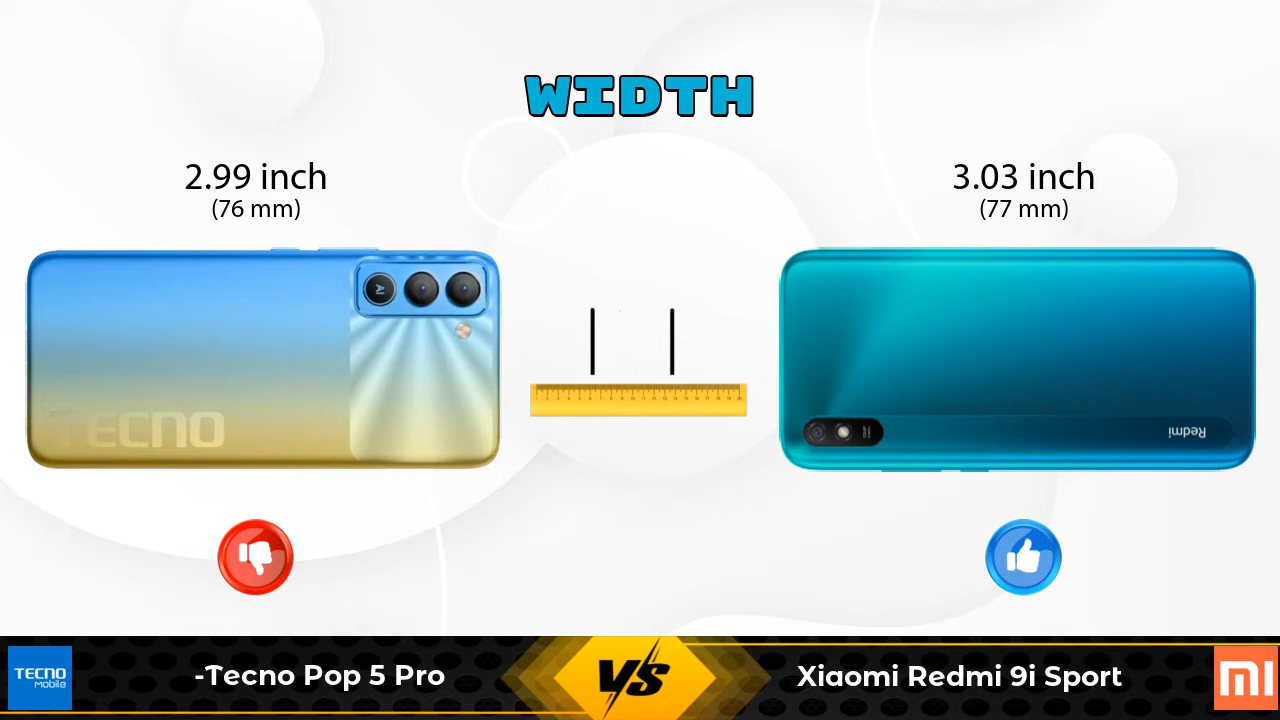 WIDTH
2.99 inch
(76 mm)
3.03 inch
(77 mm)
AI
TECNO
Redmi
TECNO
mobile
-Tecno Pop 5 Pro
VS
Xiaomi Redmi 9i Sport
MI